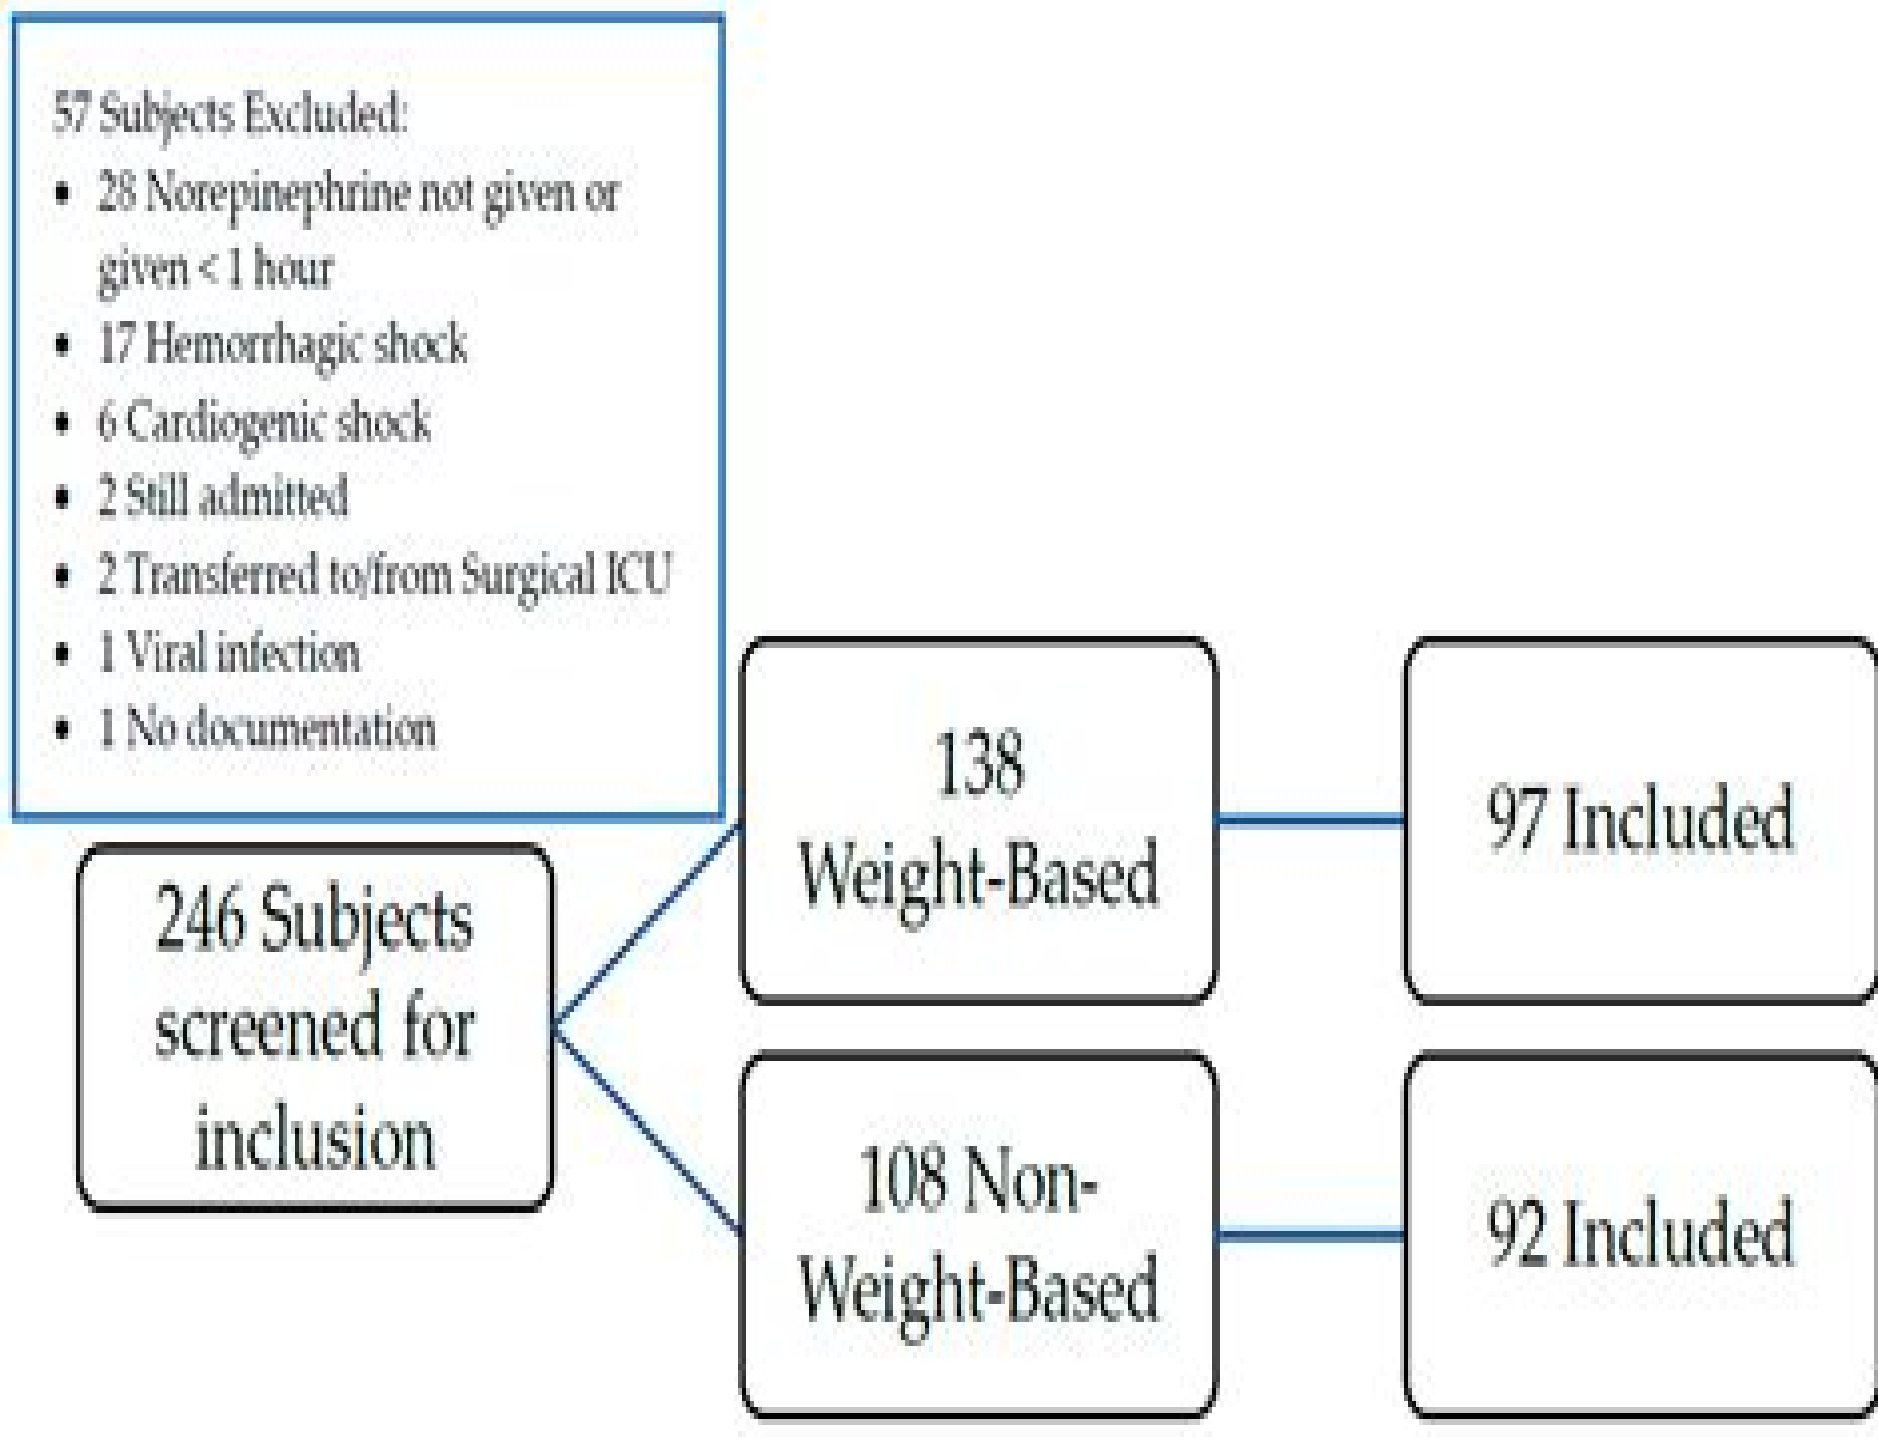 57 Subjects Excluded:
• 28 Norepinephrine not given or
given < 1 hour
• 17 Hemorrhagic shock
• 6 Cardiogenic shock
• 2 Still admitted
• 2 Transferred to/from Surgical ICU
• 1 Viral infection
• 1 No documentation
246 Subjects
screened for
inclusion
138
Weight-Based
97 Included
108 Non-
Weight-Based
92 Included